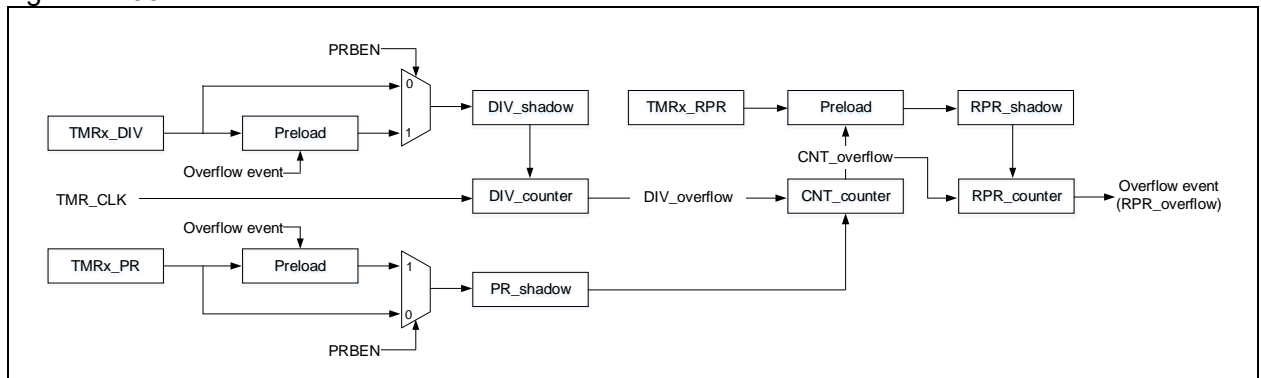 PRBEN
0
DIV_shadow
TMRx_RPR
Preload
RPR_shadow
TMRx_DIV
Preload
1
Overflow event
CNT_overflow
TMR_CLK
DIV_counter
DIV_overflow
CNT_counter
RPR_counter
Overflow event
(RPR_overflow)
Overflow event
TMRx_PR
Preload
1
PR_shadow
0
PRBEN